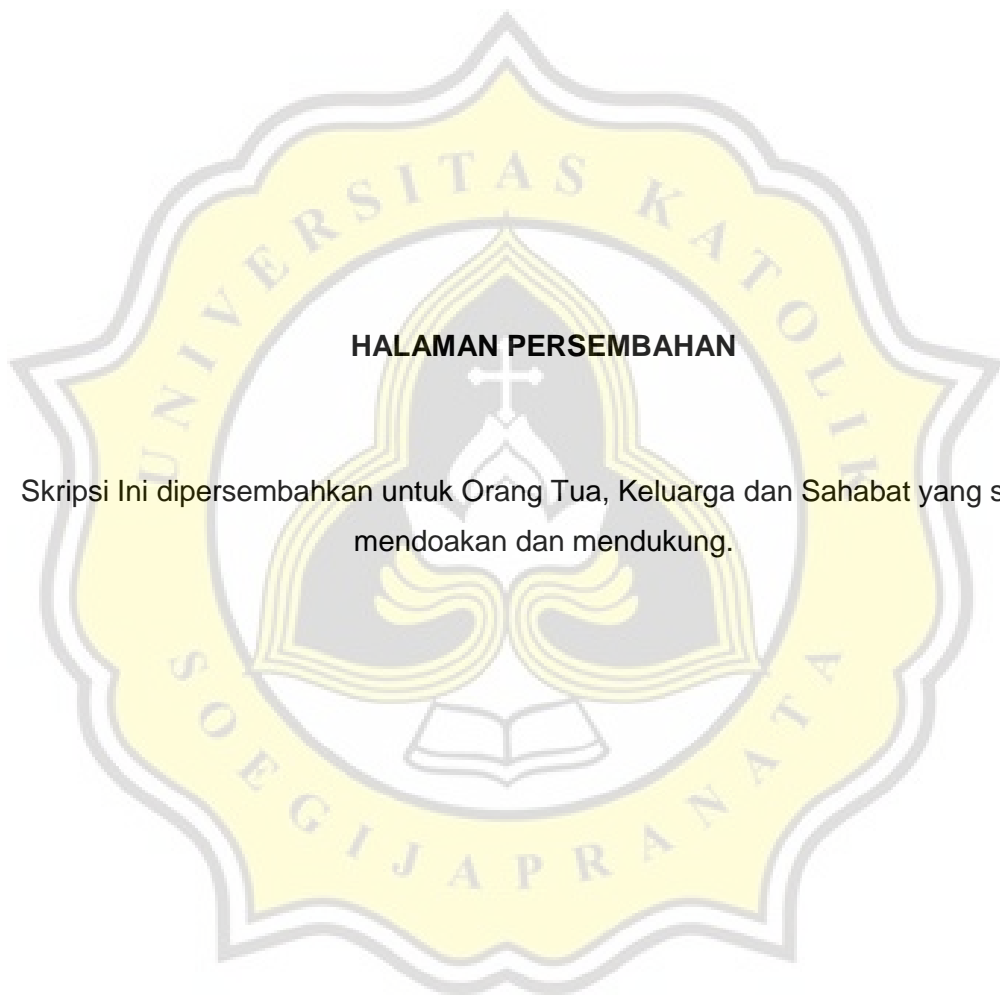 UNIVERSITAS KATOLIK
HALAMAN PERSEMBAHAN
Skripsi Ini dipersembahkan untuk Orang Tua, Keluarga dan Sahabat yang
mendoakan dan mendukung.
SOEGIJAPRANATA